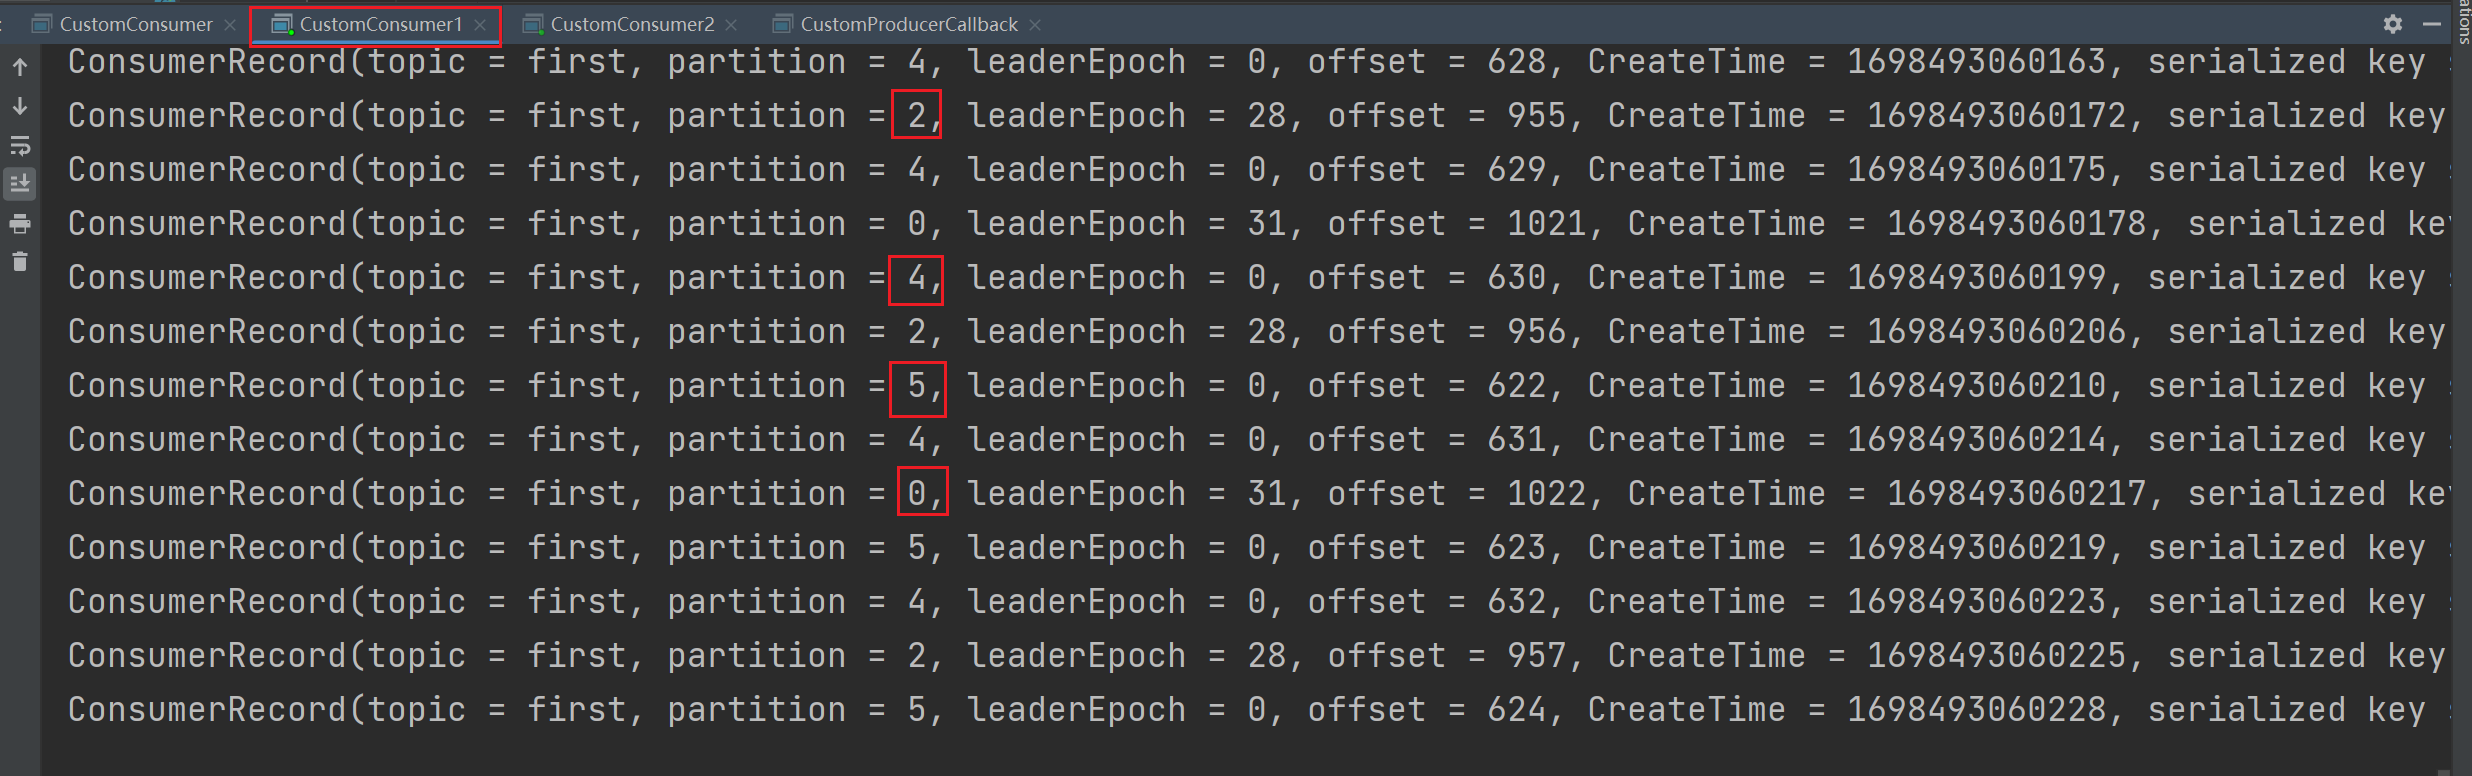 CustomConsumer CustomConsumer1 CustomConsumer2 CustomProducerCallback
ConsumerRecord(topic = first, partition = 4, leaderEpoch = 0, offset = 628, CreateTime = 1698493060163, serialized key
ConsumerRecord(topic = first, partition = 2, leaderEpoch = 28, offset = 955, CreateTime = 1698493060172, serialized key
ConsumerRecord(topic = first, partition = 4, leaderEpoch = 0, offset = 629, CreateTime = 1698493060175, serialized key
ConsumerRecord(topic = first, partition = 0, leaderEpoch = 31, offset = 1021, CreateTime = 1698493060178, serialized key
ConsumerRecord(topic = first, partition = 4, leaderEpoch = 0, offset = 630, CreateTime = 1698493060199, serialized key
ConsumerRecord(topic = first, partition = 2, leaderEpoch = 28, offset = 956, CreateTime = 1698493060206, serialized key
ConsumerRecord(topic = first, partition = 5, leaderEpoch = 0, offset = 622, CreateTime = 1698493060210, serialized key
ConsumerRecord(topic = first, partition = 4, leaderEpoch = 0, offset = 631, CreateTime = 1698493060214, serialized key
ConsumerRecord(topic = first, partition = 0, leaderEpoch = 31, offset = 1022, CreateTime = 1698493060217, serialized key
ConsumerRecord(topic = first, partition = 5, leaderEpoch = 0, offset = 623, CreateTime = 1698493060219, serialized key
ConsumerRecord(topic = first, partition = 4, leaderEpoch = 0, offset = 632, CreateTime = 1698493060223, serialized key
ConsumerRecord(topic = first, partition = 2, leaderEpoch = 28, offset = 957, CreateTime = 1698493060225, serialized key
ConsumerRecord(topic = first, partition = 5, leaderEpoch = 0, offset = 624, CreateTime = 1698493060228, serialized key